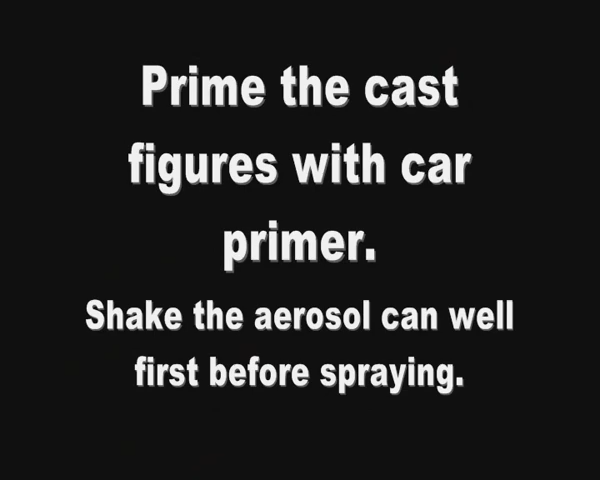 Prime the cast
figures with car
primer.
Shake the aerosol can well
first before spraying.